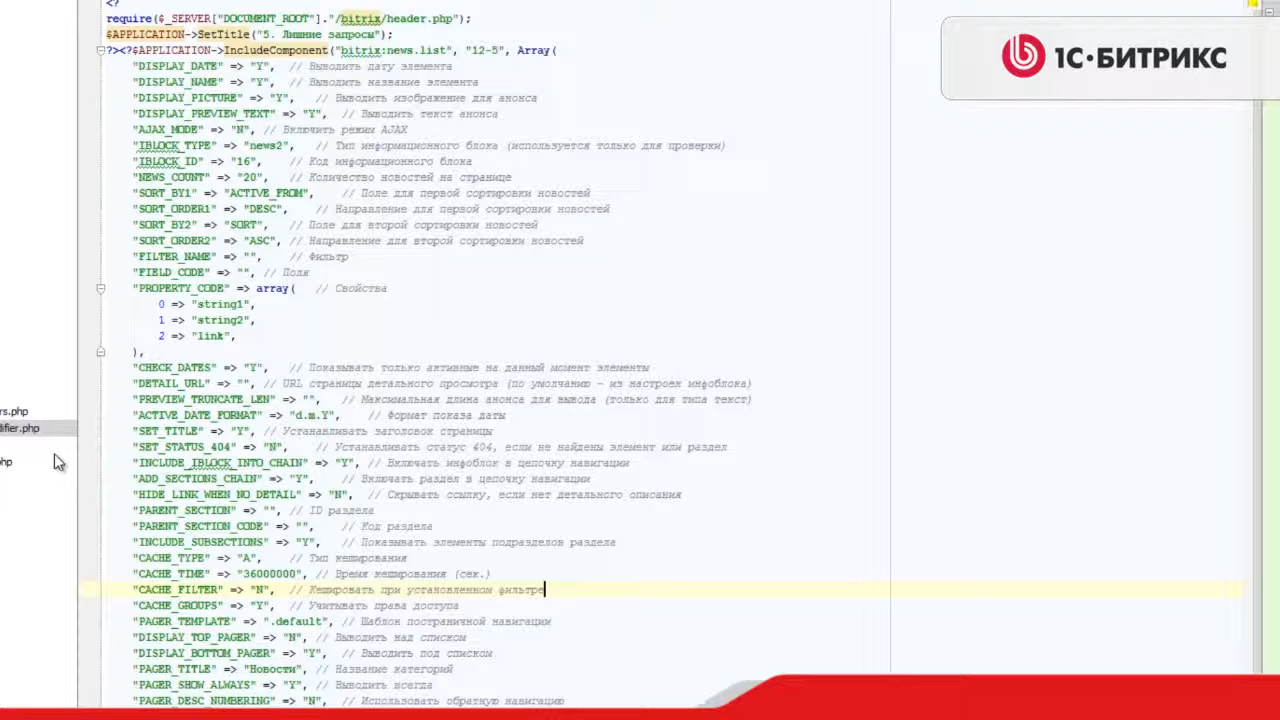 <?
require($_SERVER["DOCUMENT_ROOT"]."/bitrix/header.php");
$APPLICATION->SetTitle("5. Лишние запросы");
?><?$APPLICATION->IncludeComponent("bitrix:news.list", "12-5", Array(
1С·БИТРИКС
"DISPLAY_DATE" => "Y", // Выводить дату элемента
"DISPLAY_NAME" => "Y", // Выводить название элемента
"DISPLAY_PICTURE" => "Y", // Выводить изображение для анонса
"DISPLAY_PREVIEW_TEXT" => "Y", // Выводить текст анонса
"AJAX_MODE" => "N", // Включить режим AJAX
"IBLOCK_TYPE" => "news2", // Тип информационного блока (используется только для проверки)
"IBLOCK_ID" => "16", // Код информационного блока
"NEWS_COUNT" => "20", // Количество новостей на странице
"SORT_BY1" => "ACTIVE_FROM", // Поле для первой сортировки новостей
"SORT_ORDER1" => "DESC", // Направление для первой сортировки новостей
"SORT_BY2" => "SORT", // Поле для второй сортировки новостей
"SORT_ORDER2" => "ASC", // Направление для второй сортировки новостей
"FILTER_NAME" => "", // Фильтр
"FIELD_CODE" => "", // Поля
"PROPERTY_CODE" => array( // Свойства
0 => "string1",
1 => "string2",
2 => "link",
),
"CHECK_DATES" => "Y", // Показывать только активные на данный момент элементы
"DETAIL_URL" => "", // URL страницы детального просмотра (по умолчанию - из настроек инфоблока)
"PREVIEW_TRUNCATE_LEN" => "", // Максимальная длина анонса для вывода (только для типа текст)
"ACTIVE_DATE_FORMAT" => "d.m.Y", // Формат показа даты
"SET_TITLE" => "Y", // Устанавливать заголовок страницы
"SET_STATUS_404" => "N", // Устанавливать статус 404, если не найдены элемент или раздел
"INCLUDE_IBLOCK_INTO_CHAIN" => "Y", // Включать инфоблок в цепочку навигации
"ADD_SECTIONS_CHAIN" => "Y", // Включать раздел в цепочку навигации
"HIDE_LINK_WHEN_NO_DETAIL" => "N", // Скрывать ссылку, если нет детального описания
"PARENT_SECTION" => "", // ID раздела
"PARENT_SECTION_CODE" => "", // Код раздела
"INCLUDE_SUBSECTIONS" => "Y", // Показывать элементы подразделов раздела
"CACHE_TYPE" => "A", // Тип кеширования
"CACHE_TIME" => "36000000", // Время кеширования (сек.)
"CACHE_FILTER" => "N", // Кешировать при установленном фильтре
"CACHE_GROUPS" => "Y", // Учитывать права доступа
"PAGER_TEMPLATE" => ".default", // Шаблон постраничной навигации
"DISPLAY_TOP_PAGER" => "N", // Выводить над списком
"DISPLAY_BOTTOM_PAGER" => "Y", // Выводить под списком
"PAGER_TITLE" => "Новости", // Название категорий
"PAGER_SHOW_ALWAYS" => "Y", // Выводить всегда
"PAGER_DESC_NUMBERING" => "N", // Использовать обратную навигацию
rs.php
ifier.php
hp